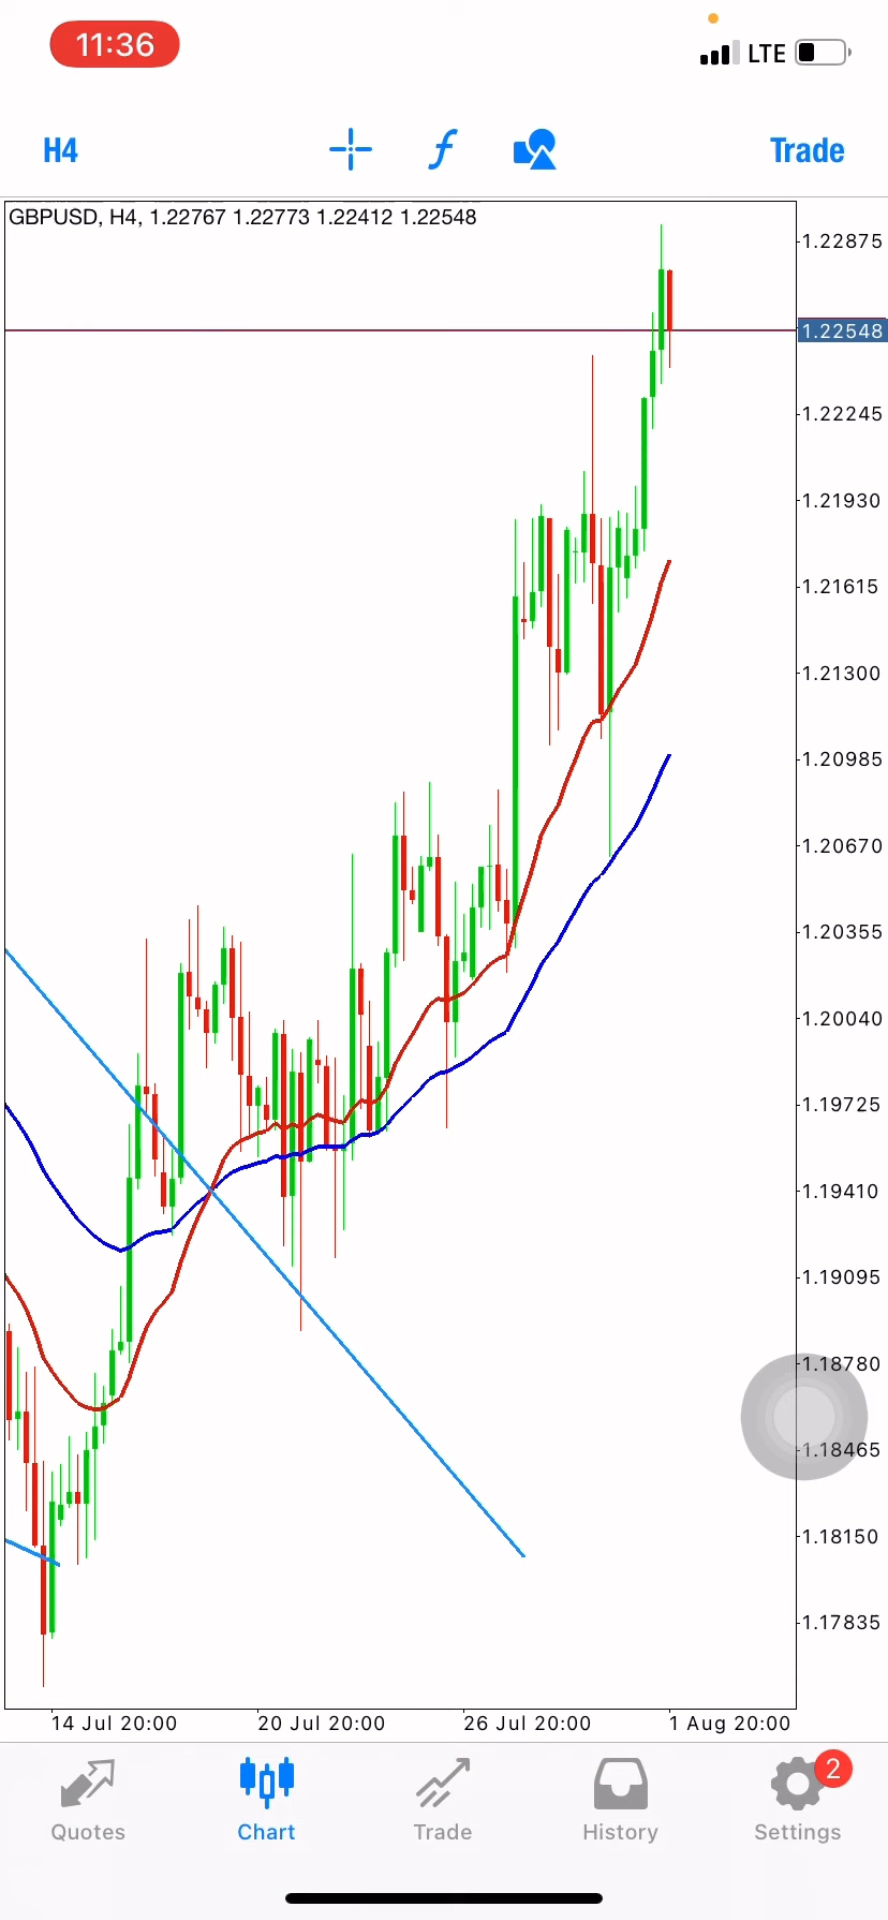 11:36
LTE
H4
f
Trade
GBPUSD, H4, 1.22767 1.22773 1.22412 1.22548
1.22875
1.22548
1.22245
1.21930
1.21615
1.21300
1.20985
1.20670
1.20355
1.20040
1.19725
1.19410
1.19095
1.18780
1.18465
1.18150
1.17835
14 Jul 20:00
20 Jul 20:00
26 Jul 20:00
1 Aug 20:00
2
Quotes
Chart
Trade
History
Settings